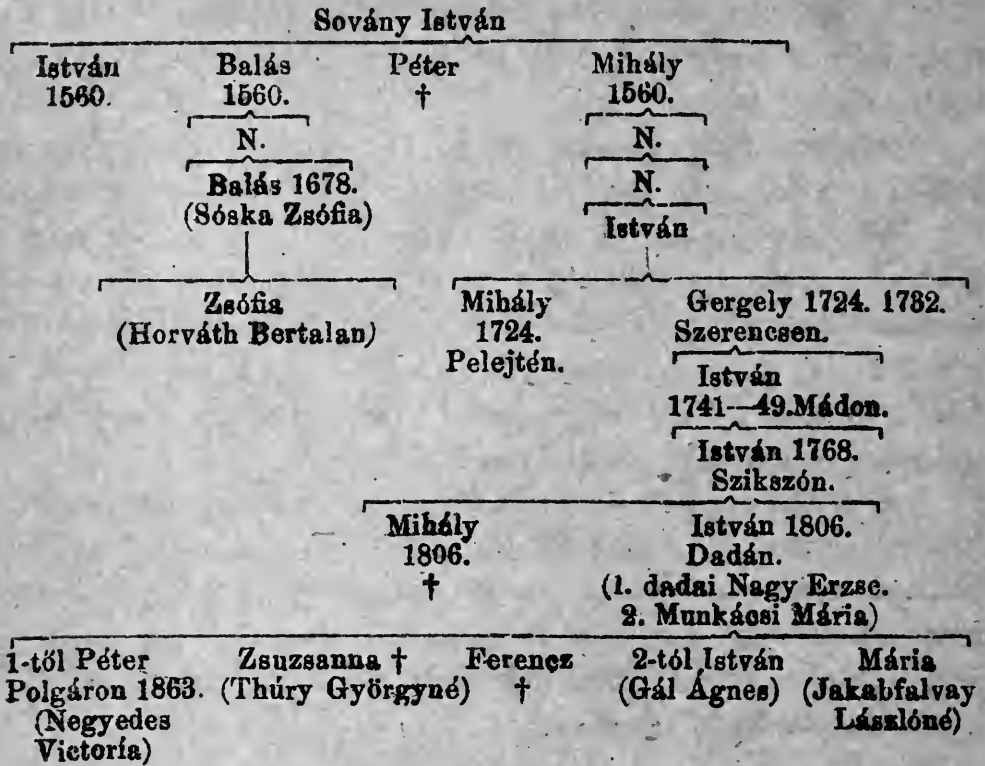 Sovány István
István Balás Péter Mihály
1560. 1560. † 1560.
N. N.
Balás 1678. N.
(Sóska Zsófia) István
Zsófia Mihály Gergely 1724. 1732.
(Horváth Bertalan) 1724. Szerencsen.
Pelejtén. István
1741—49. Mádon.
István 1768.
Szikszón.
Mihály István 1806.
1806. Dadán.
† (1. dadai Nagy Erzse.
2. Munkácsi Mária)
1-től Péter Zsuzsanna † Ferencz 2-tól István Mária
Polgáron 1863. (Thúry Györgyné) † (Gál Ágnes) (Jakabfalvay
(Negyedes Lászlóné)
Victoría)